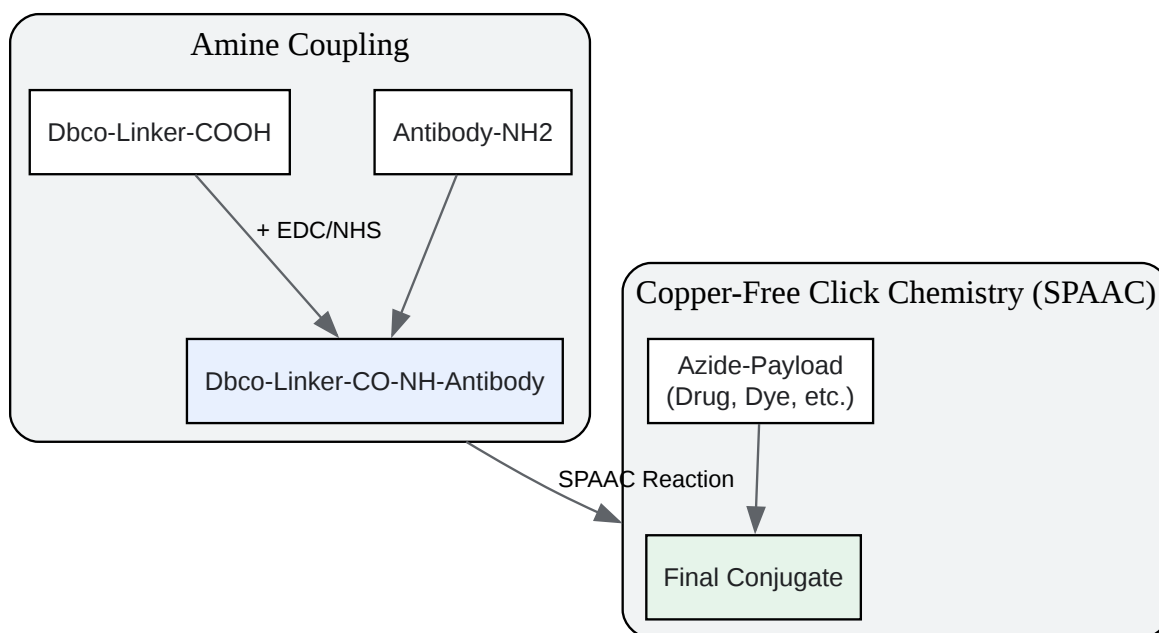 Amine Coupling
Dbco-Linker-COOH
Antibody-NH2
+ EDC/NHS
Dbco-Linker-CO-NH-Antibody
Copper-Free Click Chemistry (SPAAC)
Azide-Payload
(Drug, Dye, etc.)
SPAAC Reaction
Final Conjugate